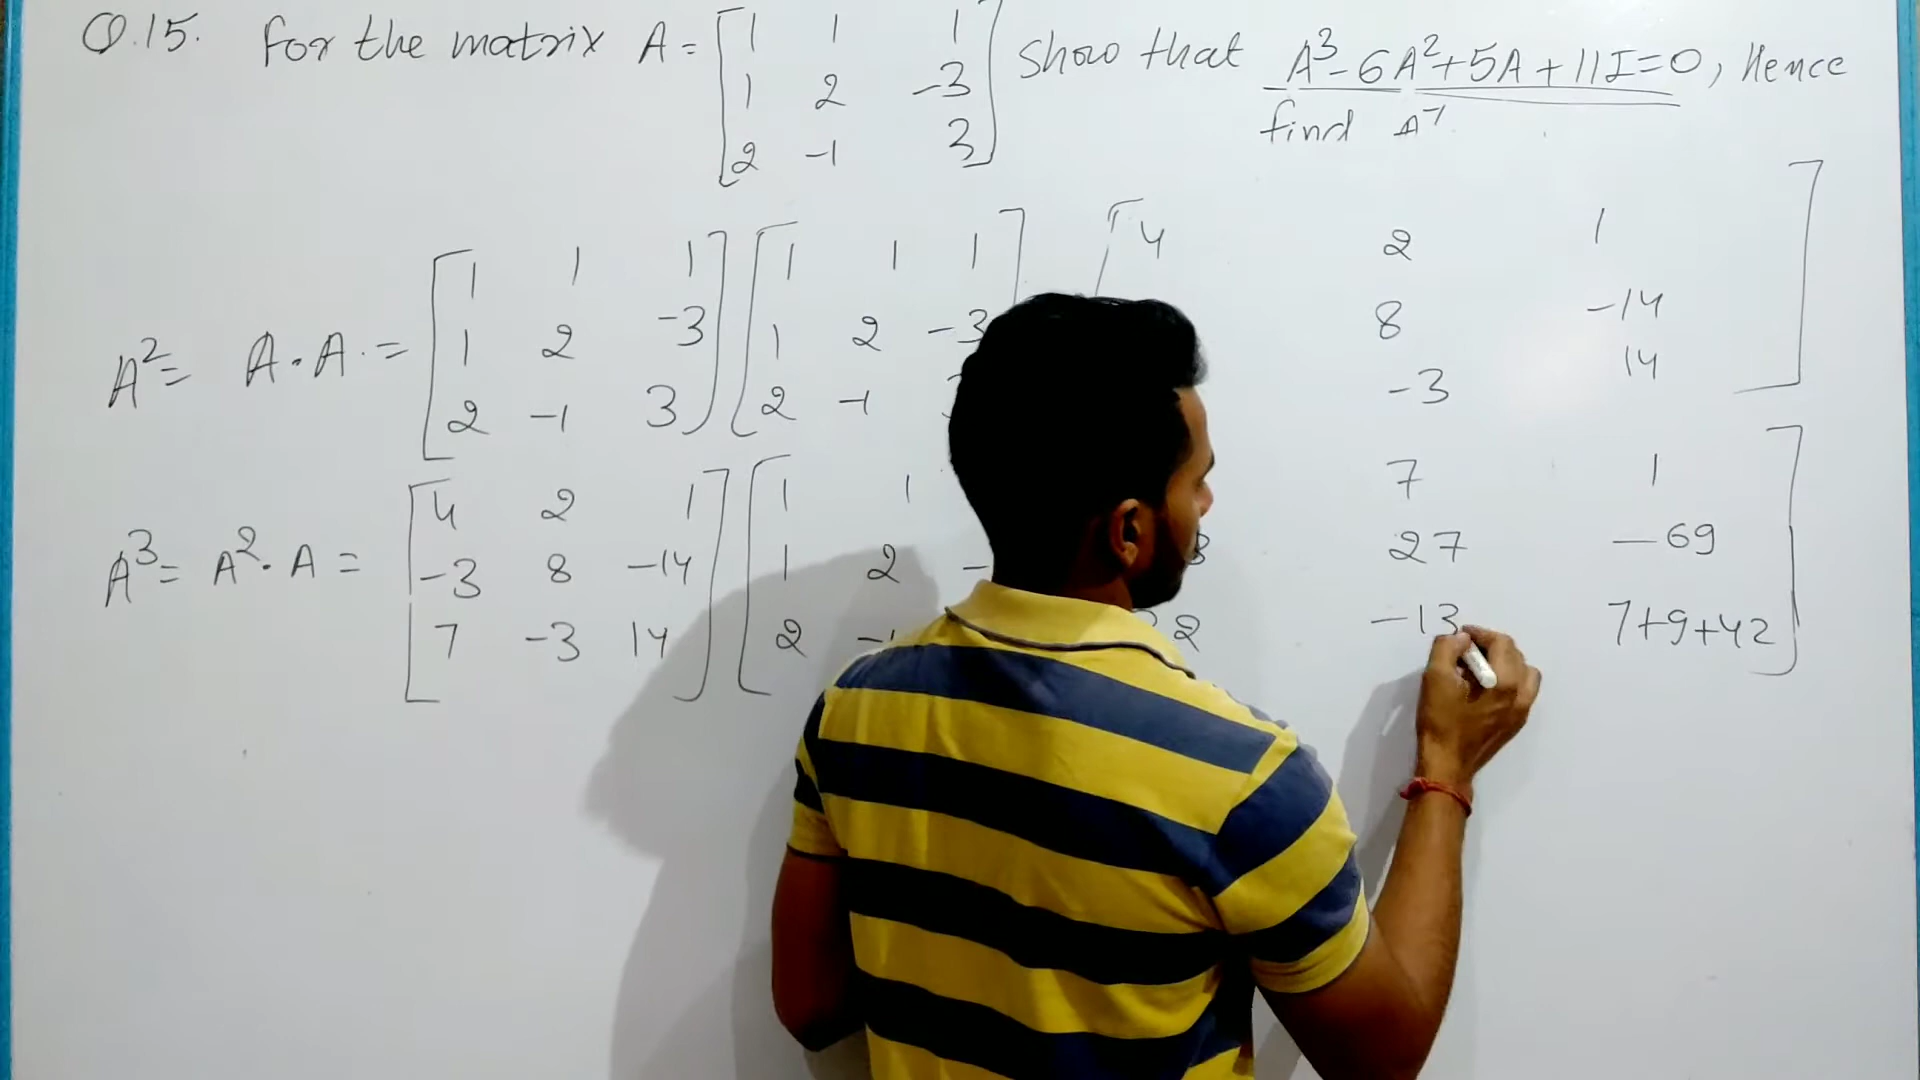 Q.15. For the matrix A = [1 1 1 Show that A³-6A²+5A+11I=0, Hence
1 2 -3 find A⁻¹
2 -1 3]
[1 1 1] [1 1 1] [4 2 1]
A²= A.A.= 1 2 -3 1 2 -3 8 -14
2 -1 3 2 -1 -3 14
[4 2 1] [1 1 7 1]
A³= A².A = -3 8 -14 1 2 - 27 -69
7 -3 14 2 -1 2 -13 7+9+42